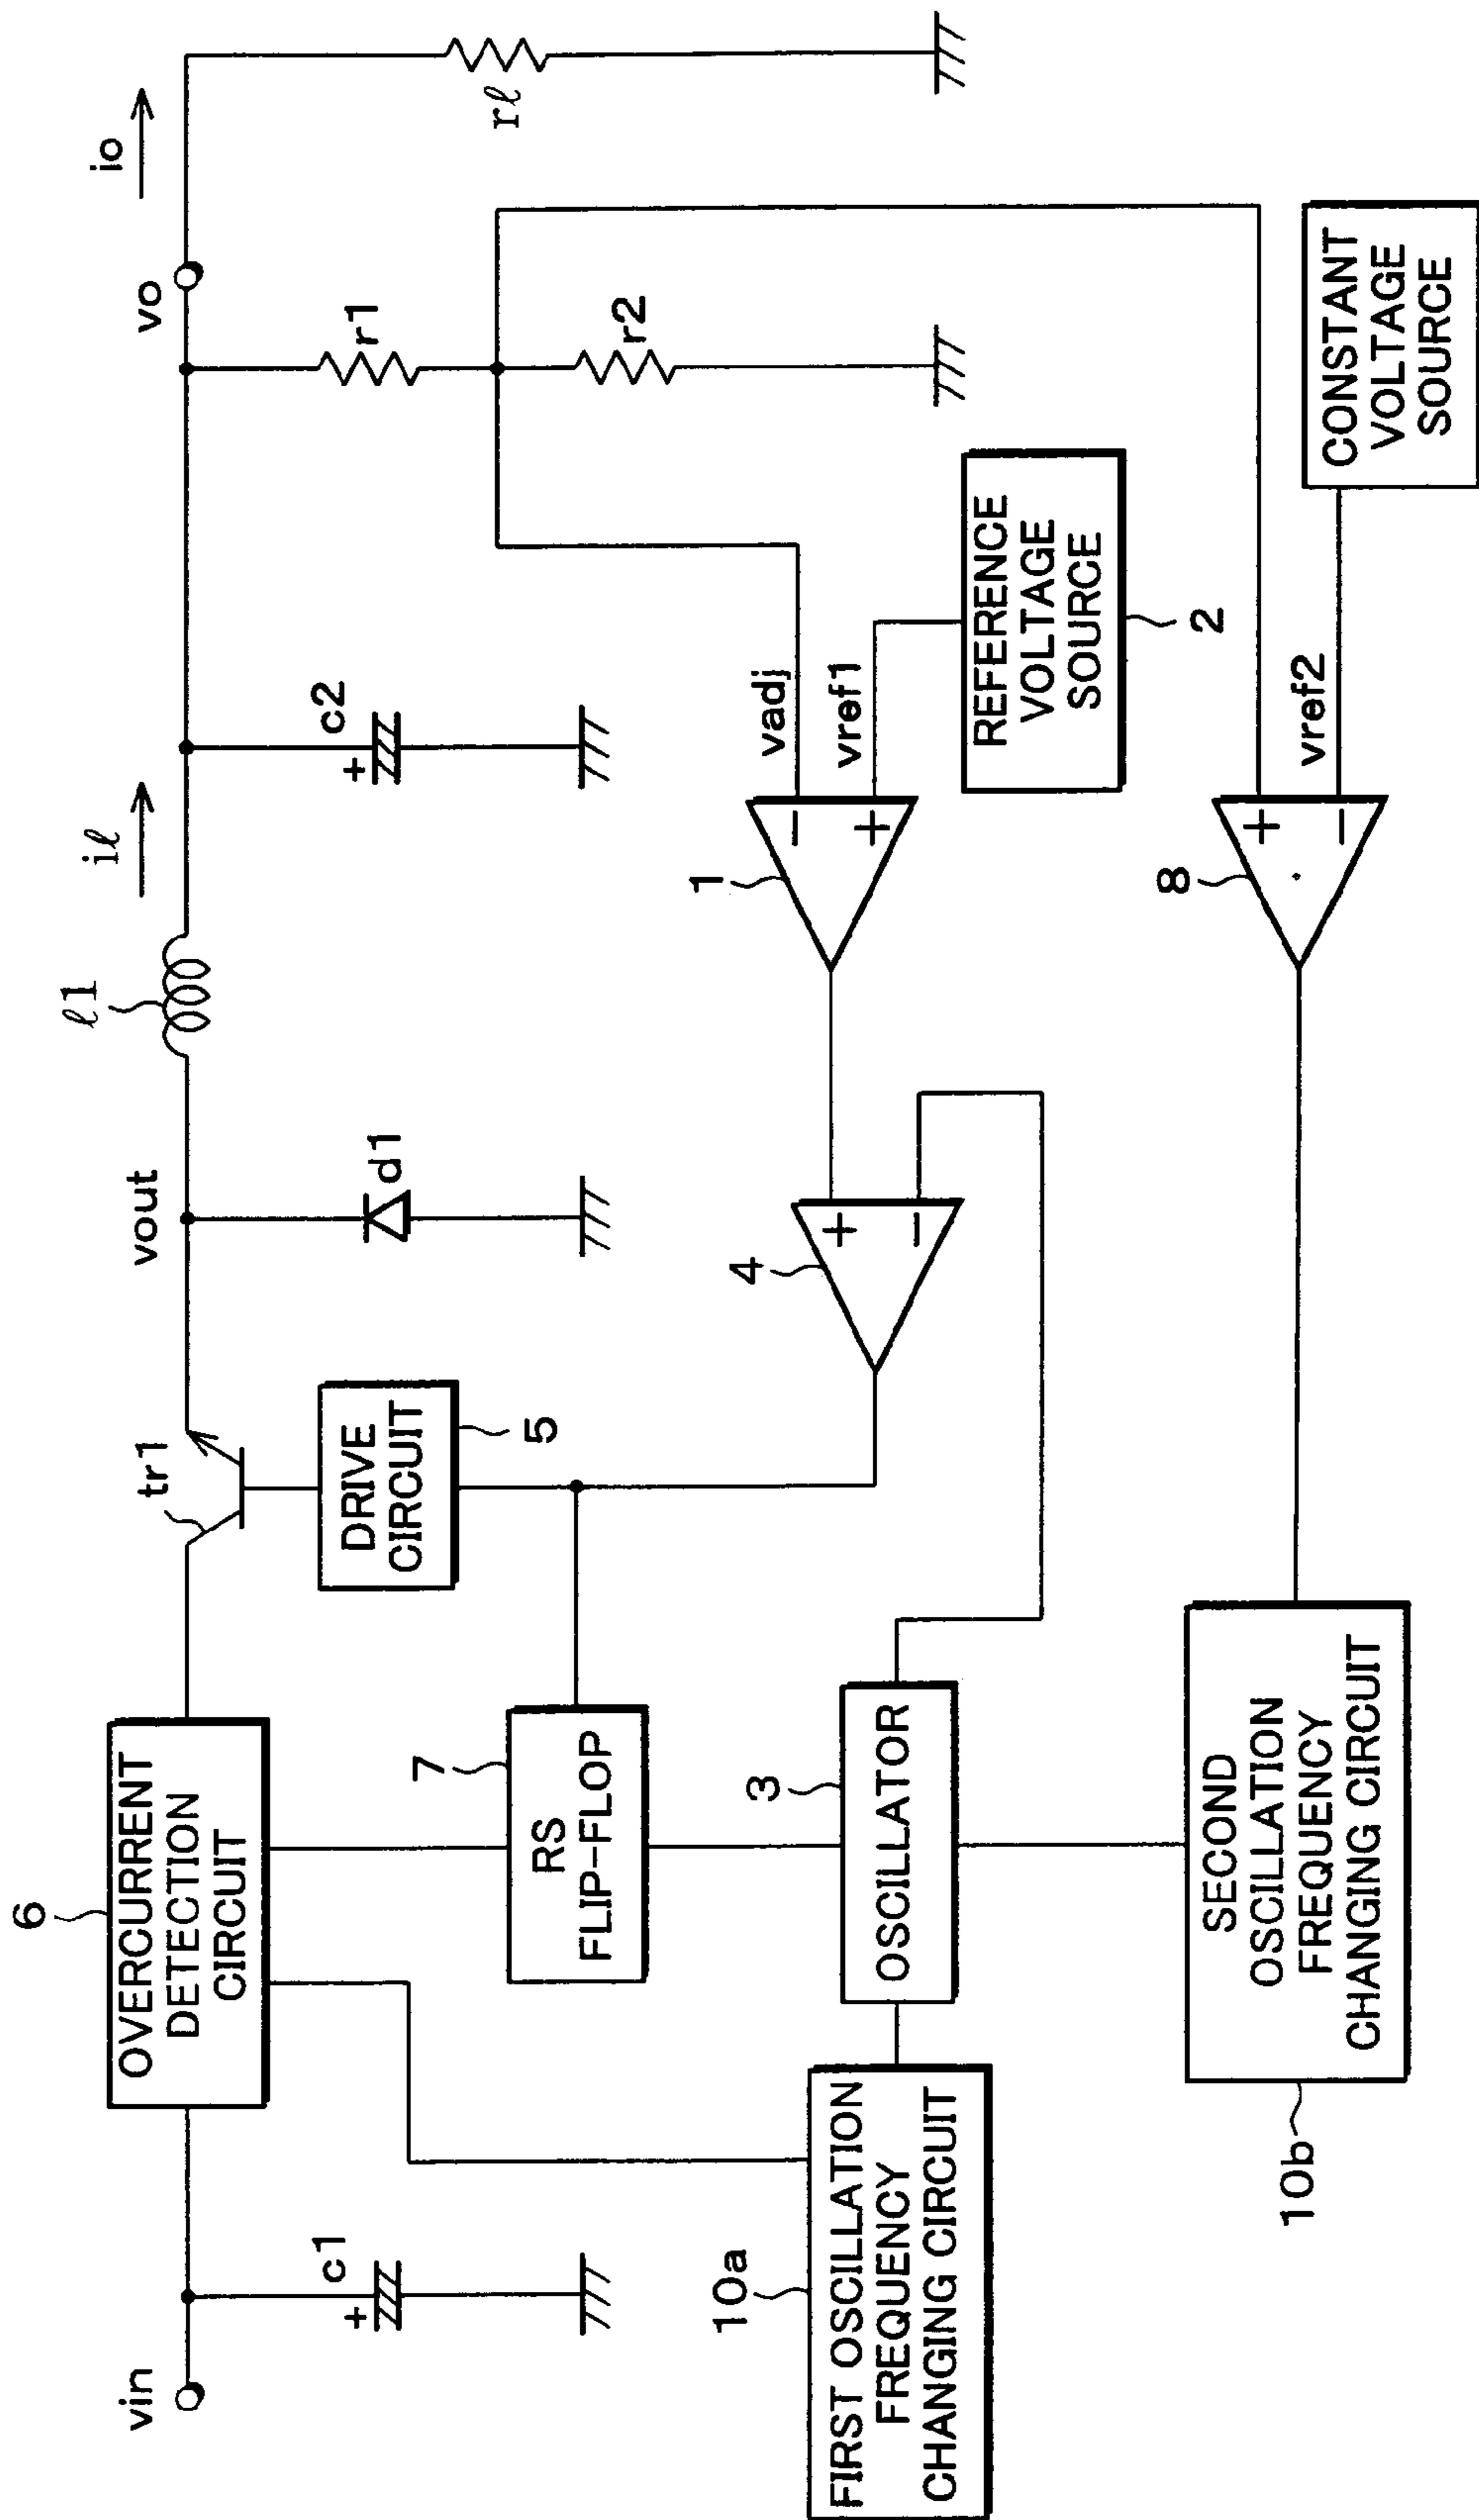 vin
c1
+
6
OVERCURRENT
DETECTION
CIRCUIT
tr1
vout
d1
ℓ1
iℓ
c2
+
vo
io
r1
r2
rℓ
DRIVE
CIRCUIT
5
7
RS
FLIP-FLOP
4
+
−
1
−
+
vadj
vref1
REFERENCE
VOLTAGE
SOURCE
2
10a
FIRST OSCILLATION
FREQUENCY
CHANGING CIRCUIT
3
OSCILLATOR
SECOND
OSCILLATION
FREQUENCY
CHANGING CIRCUIT
10b
8
+
−
vref2
CONSTANT
VOLTAGE
SOURCE